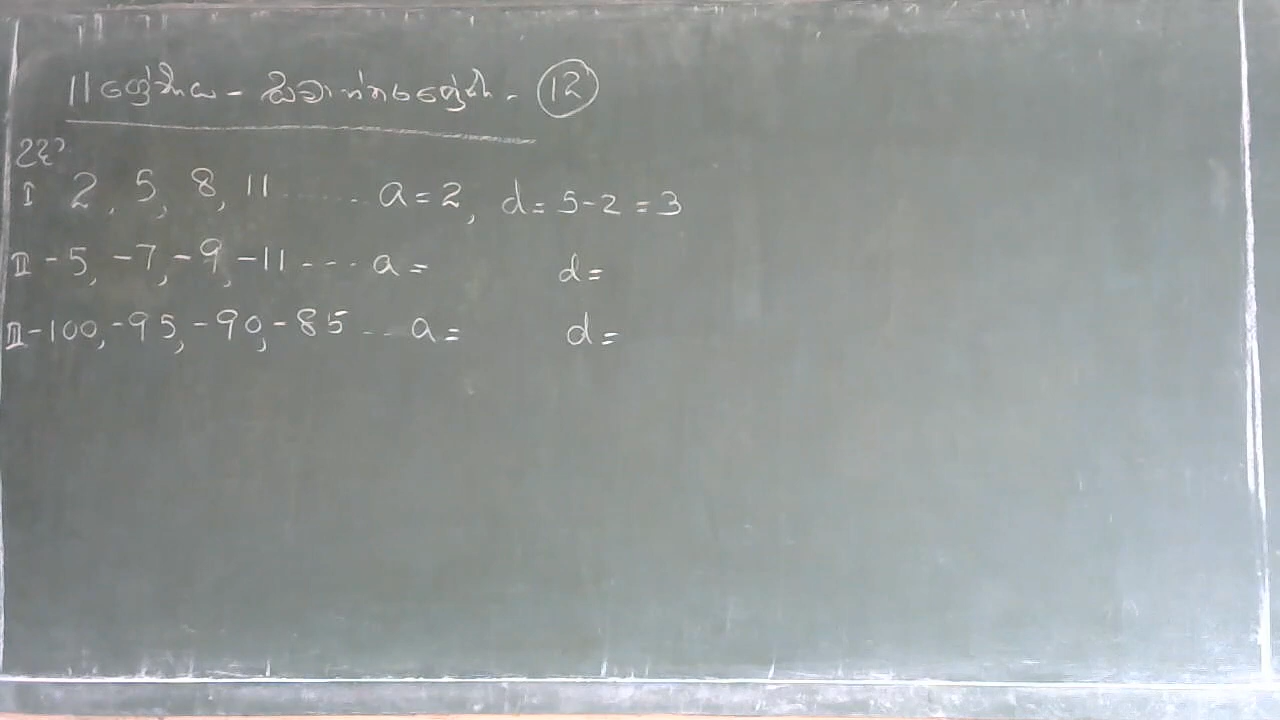 11 ශ්‍රේණිය - සමාන්තර ශ්‍රේණි - 12
උදා:
I 2, 5, 8, 11 ...... a = 2, d = 5-2 = 3
II -5, -7, -9, -11 ---- a = d =
III -100, -95, -90, -85 ... a = d =